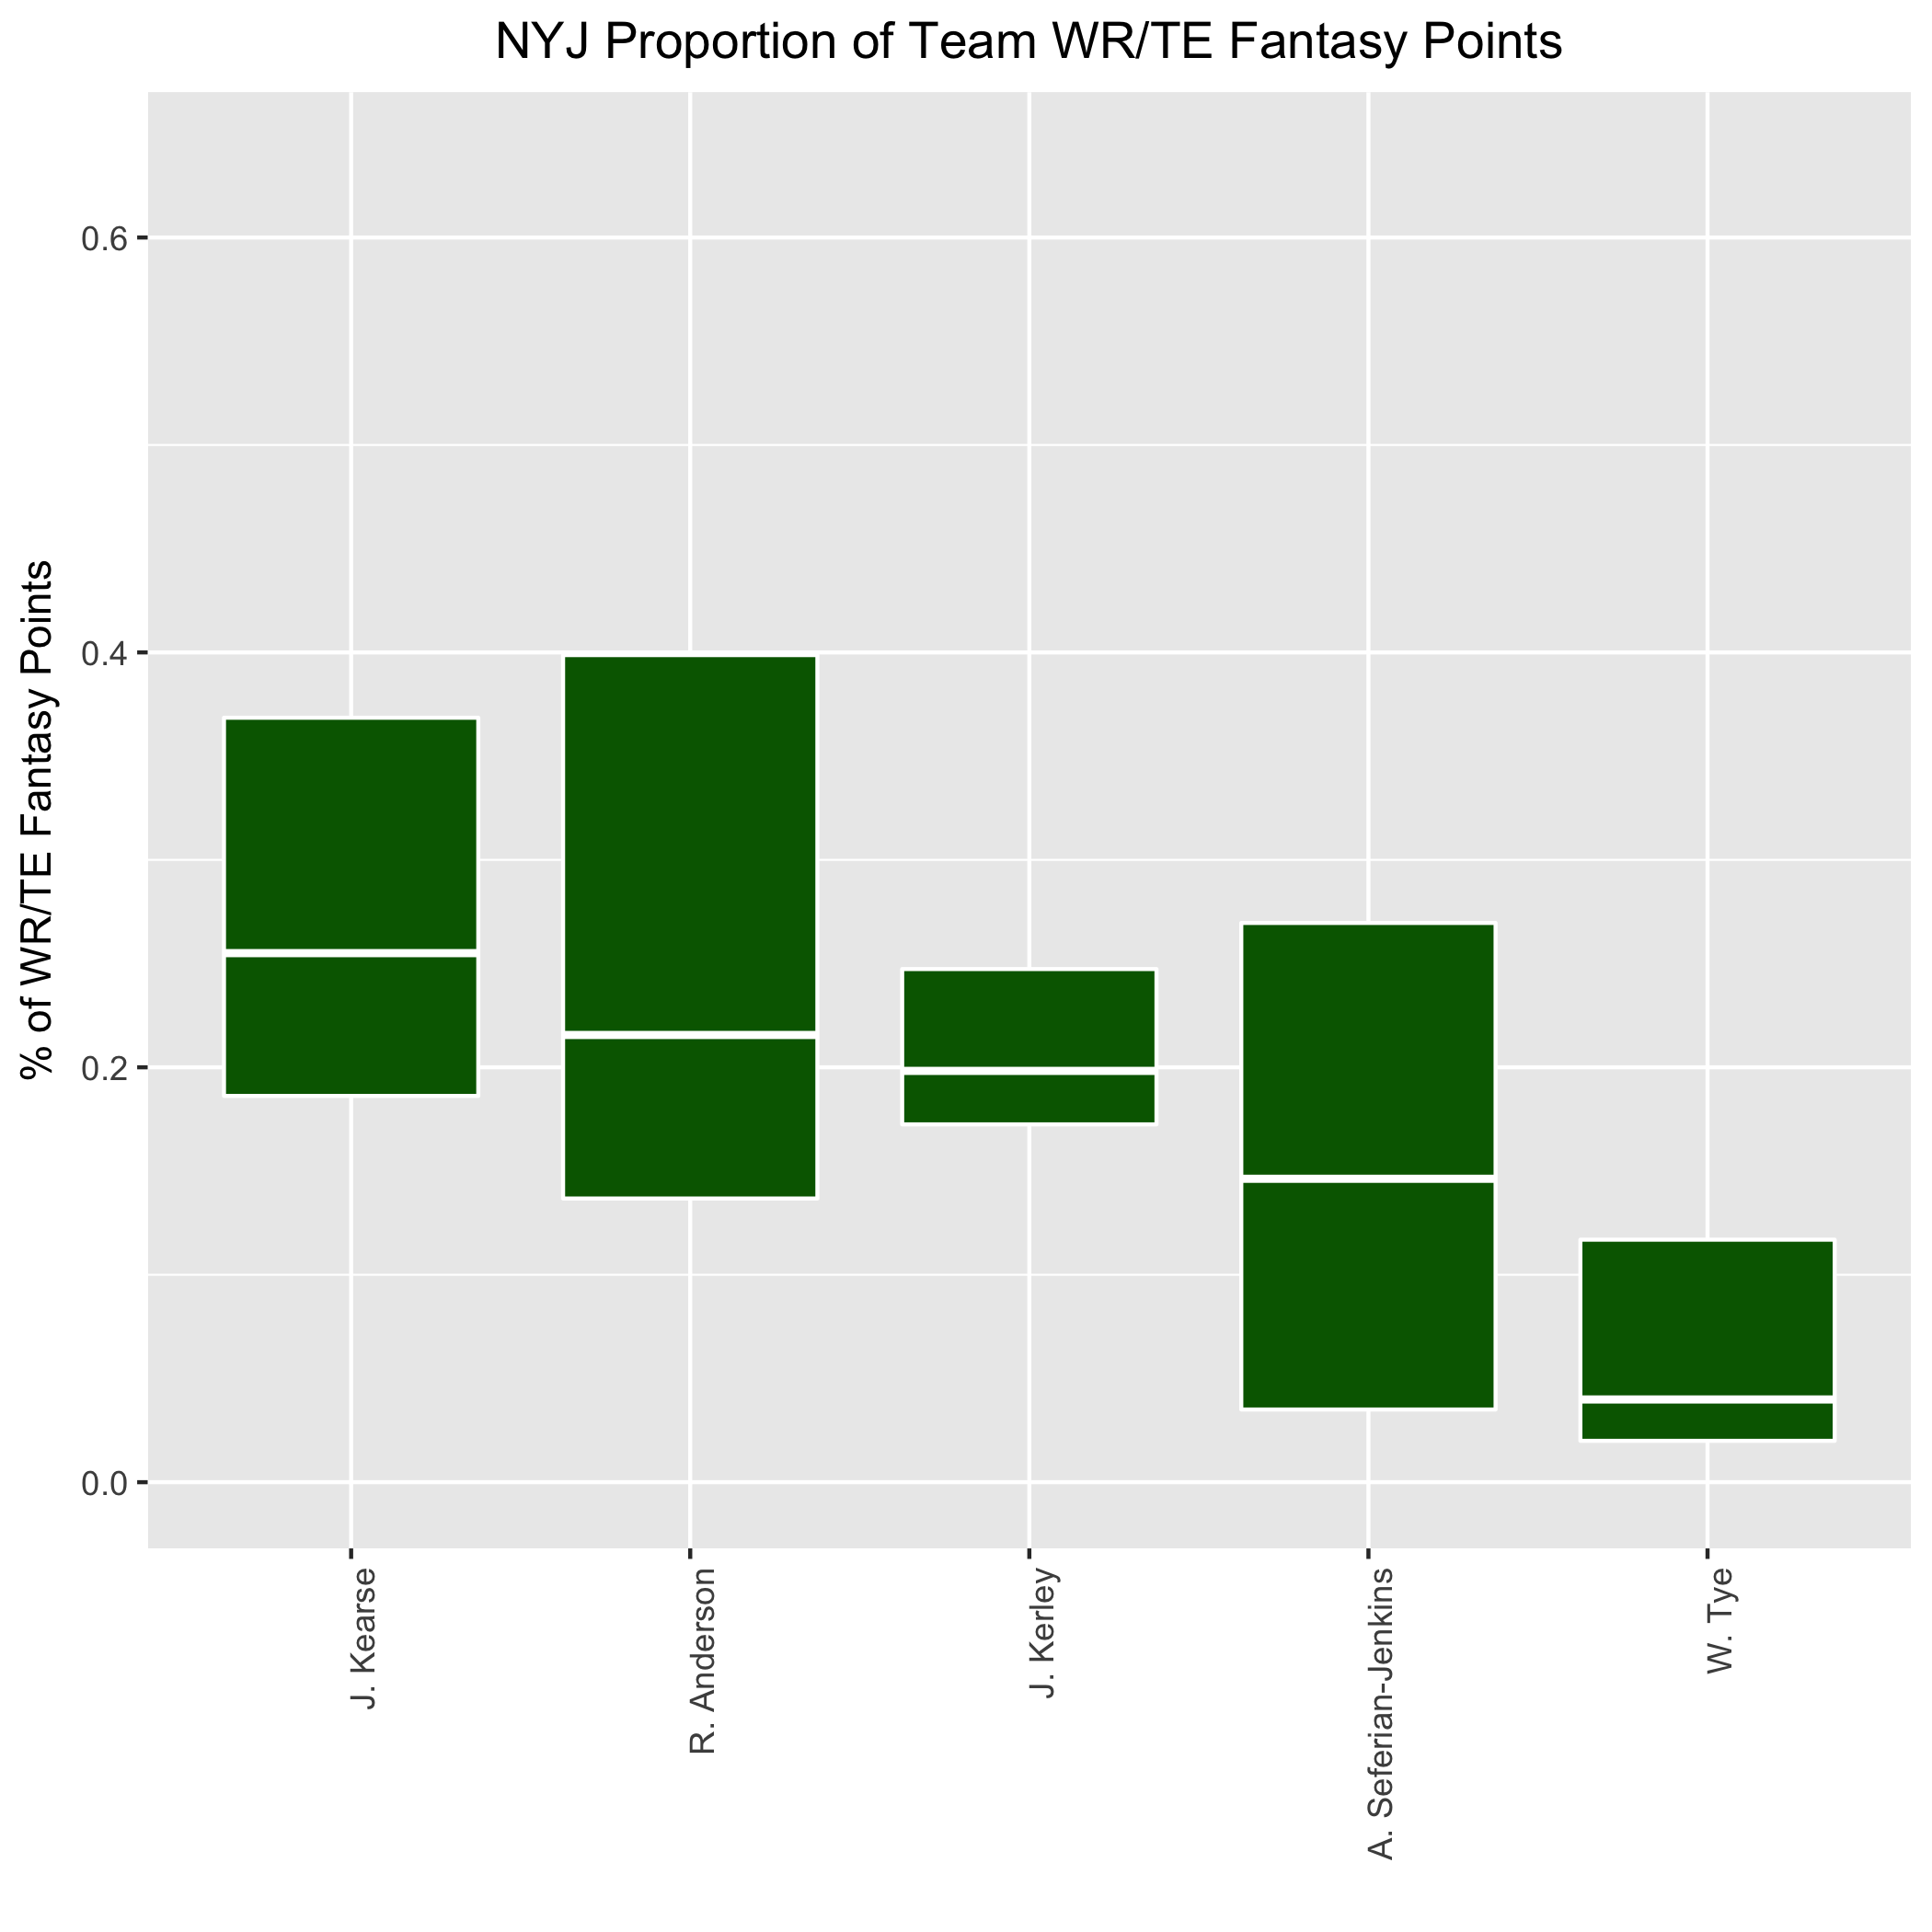 NYJ Proportion of Team WR/TE Fantasy Points
% of WR/TE Fantasy Points
0.6
0.4
0.2
0.0
J. Kearse
R. Anderson
J. Kerley
A. Seferian-Jenkins
W. Tye